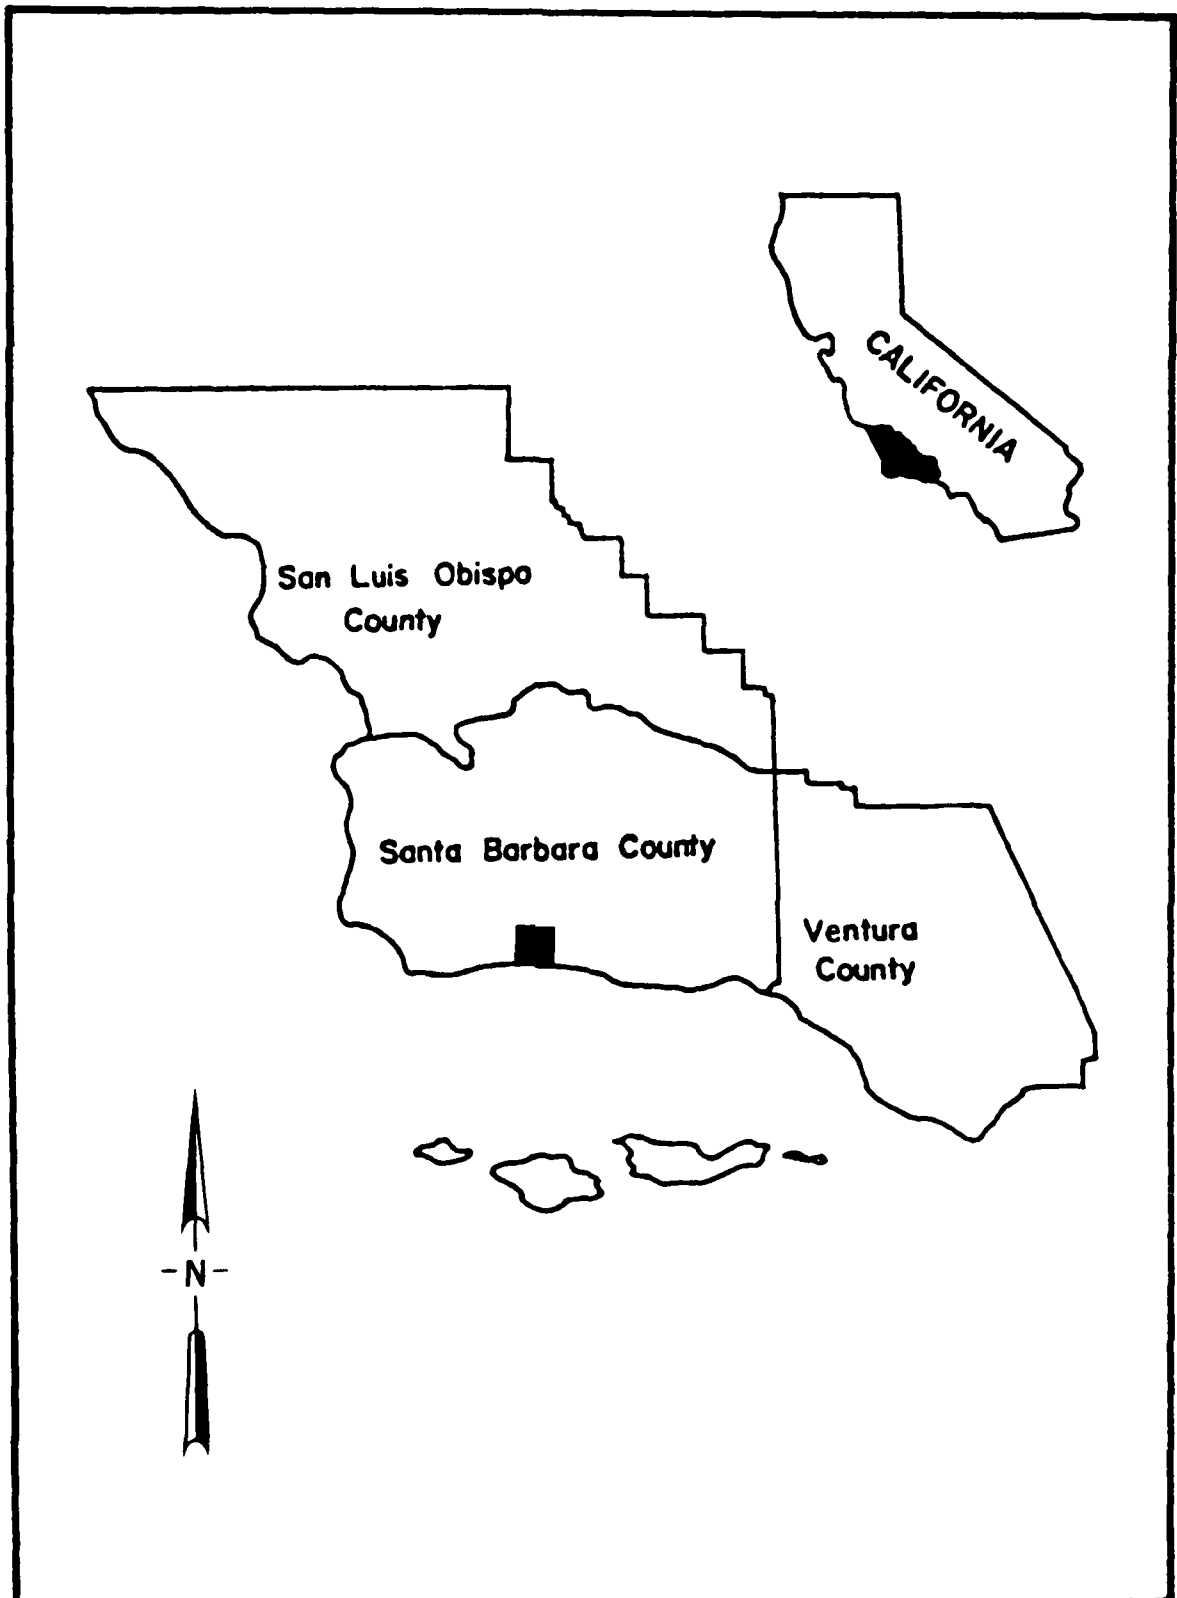 CALIFORNIA
San Luis Obispo
County
Santa Barbara County
Ventura
County
-N-